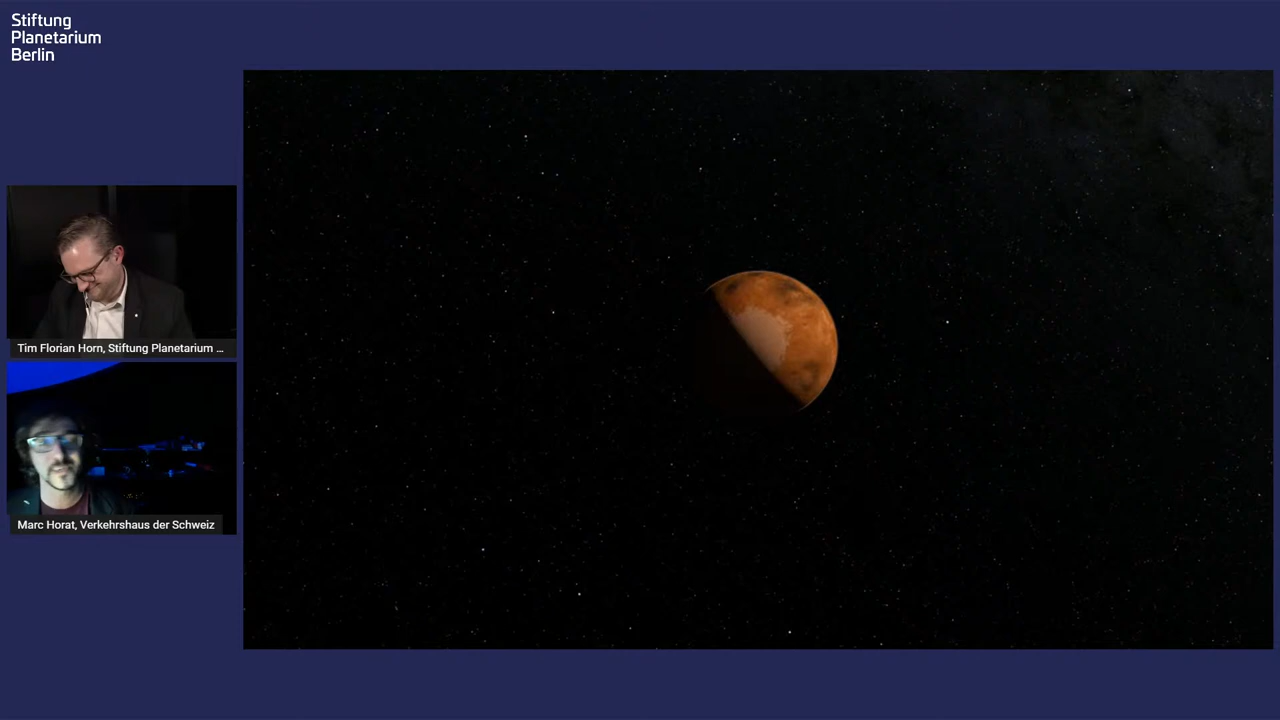 Stiftung
Planetarium
Berlin
Tim Florian Horn, Stiftung Planetarium ...
Marc Horat, Verkehrshaus der Schweiz